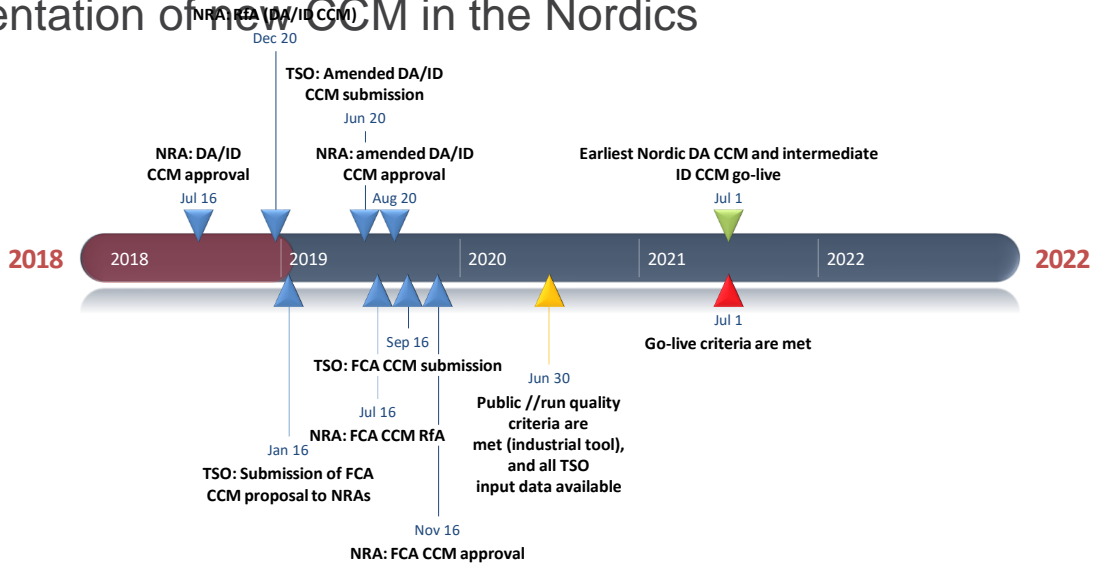 entation of new CCM in the Nordics
NRA: RfA (DA/ID CCM)
Dec 20
TSO: Amended DA/ID
CCM submission
Jun 20
NRA: DA/ID
CCM approval
Jul 16
NRA: amended DA/ID
CCM approval
Aug 20
Earliest Nordic DA CCM and intermediate
ID CCM go-live
Jul 1
2018
2018
2019
2020
2021
2022
2022
Jul 1
Go-live criteria are met
Sep 16
TSO: FCA CCM submission
Jun 30
Public //run quality
criteria are
met (industrial tool),
and all TSO
input data available
Jul 16
NRA: FCA CCM RfA
Jan 16
TSO: Submission of FCA
CCM proposal to NRAs
Nov 16
NRA: FCA CCM approval